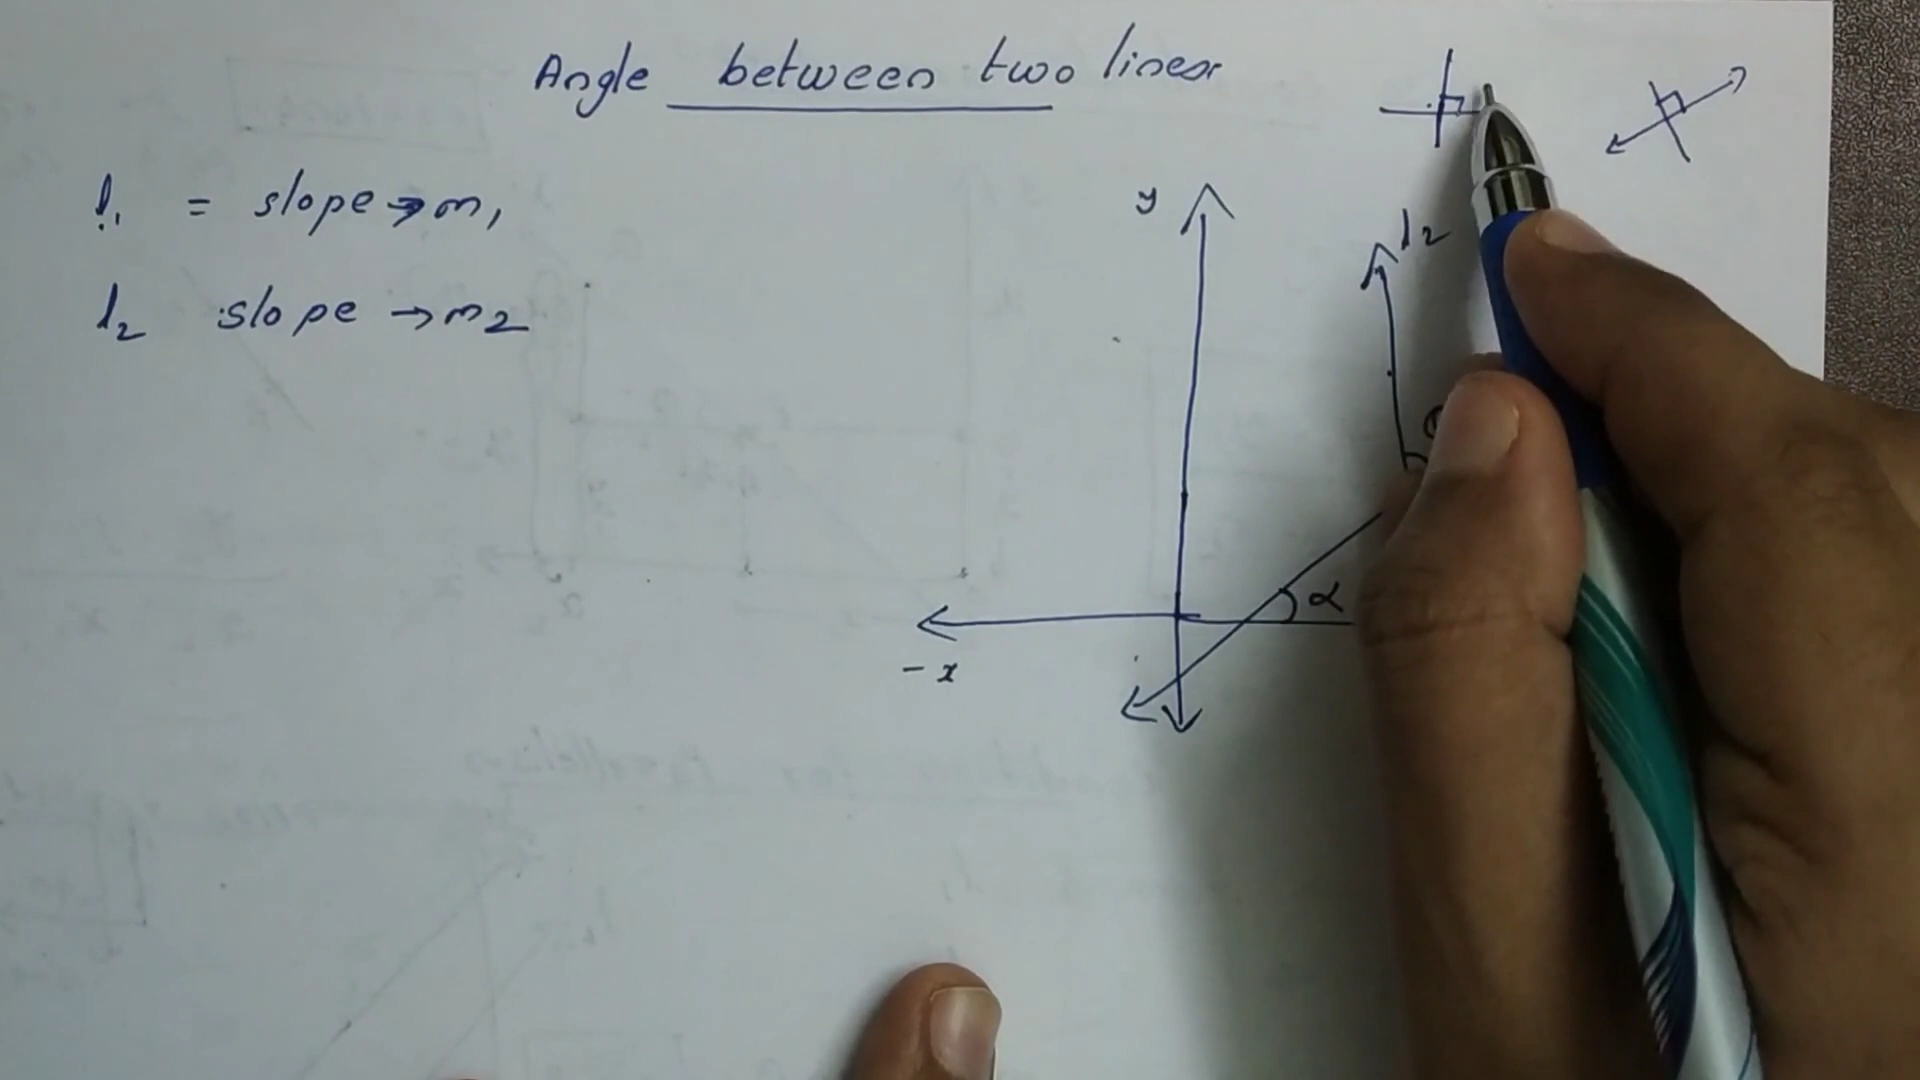 Angle between two lines
l₁ = slope → m₁
l₂ slope → m₂
y
l₂
α
-x